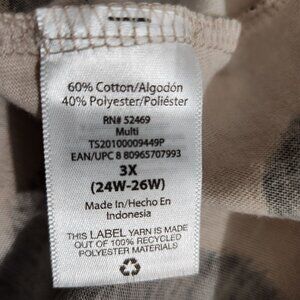 60% Cotton/Algodón
40% Polyester/Poliéster
RN# 52469
Multi
TS20100009449P
EAN/UPC 8 80965707993
3X
(24W-26W)
Made In/Hecho En
Indonesia
THIS LABEL YARN IS MADE
OUT OF 100% RECYCLED
POLYESTER MATERIALS